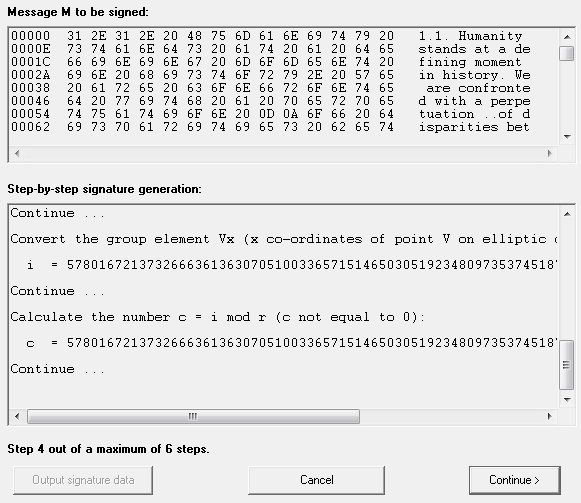 Message M to be signed:
00000 31 2E 31 2E 20 48 75 6D 61 6E 69 74 79 20 1.1. Humanity
0000E 73 74 61 6E 64 73 20 61 74 20 61 20 64 65 stands at a de
0001C 66 69 6E 69 6E 67 20 6D 6F 6D 65 6E 74 20 fining moment
0002A 69 6E 20 68 69 73 74 6F 72 79 2E 20 57 65 in history. We
00038 20 61 72 65 20 63 6F 6E 66 72 6F 6E 74 65 are confronte
00046 64 20 77 69 74 68 20 61 20 70 65 72 70 65 d with a perpe
00054 74 75 61 74 69 6F 6E 20 0D 0A 6F 66 20 64 tuation ..of d
00062 69 73 70 61 72 69 74 69 65 73 20 62 65 74 isparities bet
Step-by-step signature generation:
Continue ...
Convert the group element Vx (x co-ordinates of point V on elliptic
i = 5780167213732666361363070510033657151465030519234809735374518
Continue ...
Calculate the number c = i mod r (c not equal to 0):
c = 5780167213732666361363070510033657151465030519234809735374518
Continue ...
Step 4 out of a maximum of 6 steps.
Output signature data Cancel Continue >